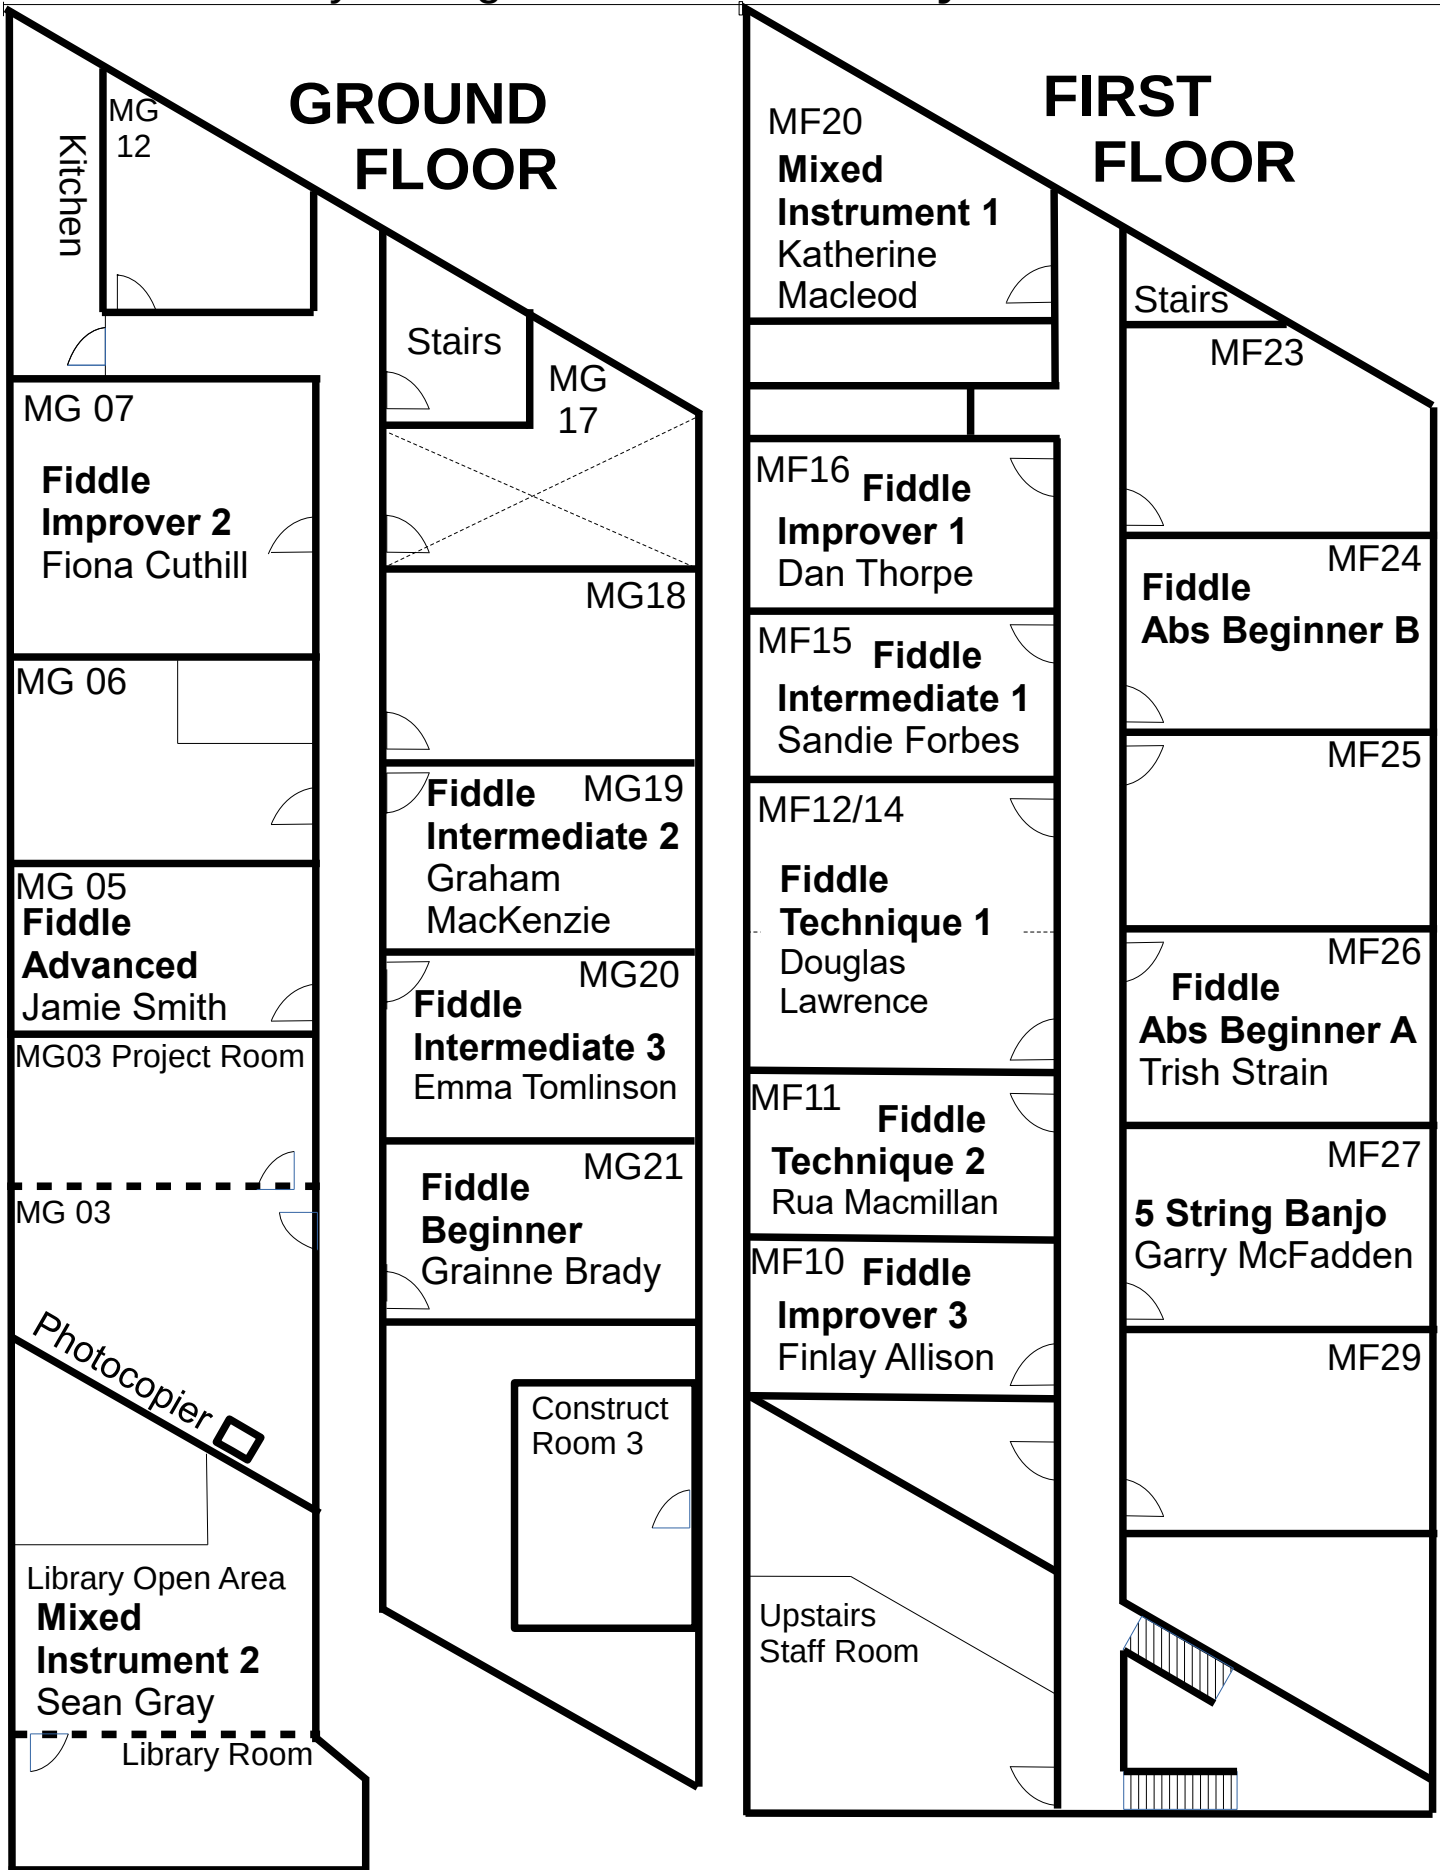 GROUND
FLOOR
MG
12
Kitchen
Stairs
MG
17
MG 07
Fiddle
Improver 2
Fiona Cuthill
MG 06
MG 05
Fiddle
Advanced
Jamie Smith
MG03 Project Room
MG 03
Photocopier
Library Open Area
Mixed
Instrument 2
Sean Gray
Library Room
MG18
Fiddle MG19
Intermediate 2
Graham
MacKenzie
MG20
Fiddle
Intermediate 3
Emma Tomlinson
MG21
Fiddle
Beginner
Grainne Brady
Construct
Room 3
FIRST
FLOOR
MF20
Mixed
Instrument 1
Katherine
Macleod
MF16 Fiddle
Improver 1
Dan Thorpe
MF15 Fiddle
Intermediate 1
Sandie Forbes
MF12/14
Fiddle
Technique 1
Douglas
Lawrence
MF11 Fiddle
Technique 2
Rua Macmillan
MF10 Fiddle
Improver 3
Finlay Allison
Upstairs
Staff Room
Stairs
MF23
MF24
Fiddle
Abs Beginner B
MF25
MF26
Fiddle
Abs Beginner A
Trish Strain
MF27
5 String Banjo
Garry McFadden
MF29